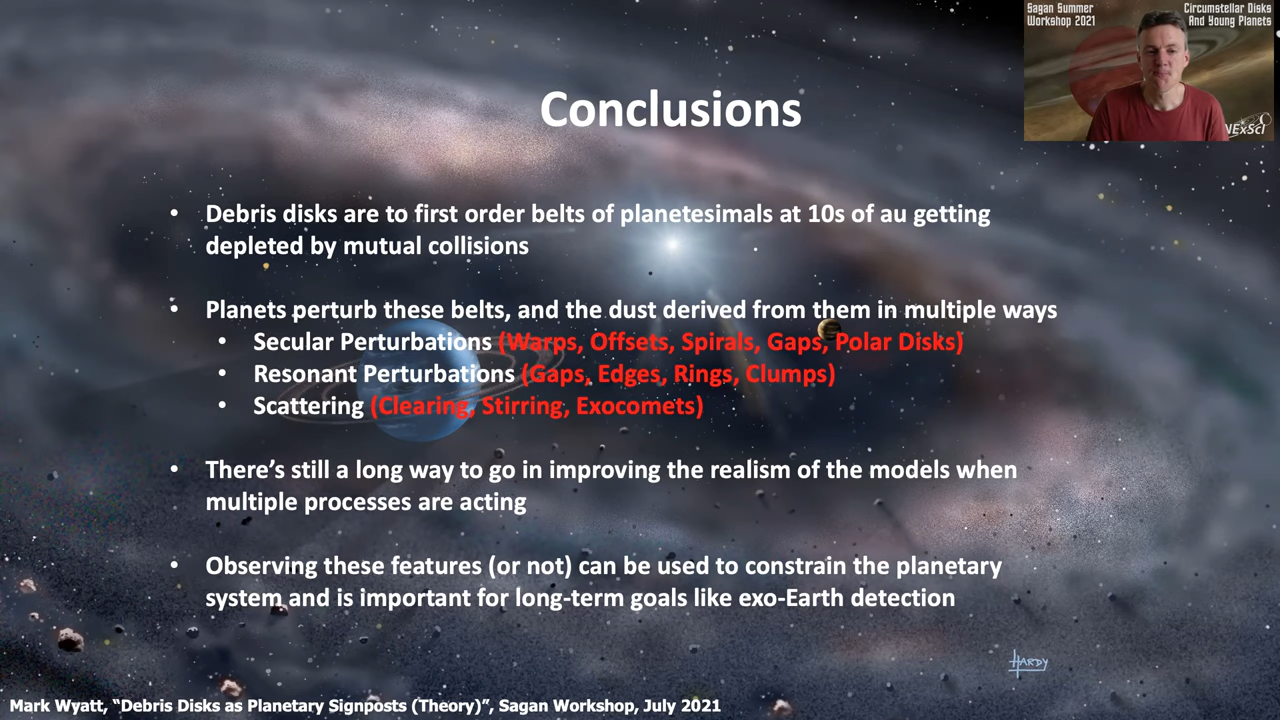 Sagan Summer
Workshop 2021
Circumstellar Disks
And Young Planets
NExScI
Conclusions
• Debris disks are to first order belts of planetesimals at 10s of au getting
depleted by mutual collisions
• Planets perturb these belts, and the dust derived from them in multiple ways
• Secular Perturbations (Warps, Offsets, Spirals, Gaps, Polar Disks)
• Resonant Perturbations (Gaps, Edges, Rings, Clumps)
• Scattering (Clearing, Stirring, Exocomets)
• There’s still a long way to go in improving the realism of the models when
multiple processes are acting
• Observing these features (or not) can be used to constrain the planetary
system and is important for long-term goals like exo-Earth detection
HARDY
Mark Wyatt, “Debris Disks as Planetary Signposts (Theory)”, Sagan Workshop, July 2021